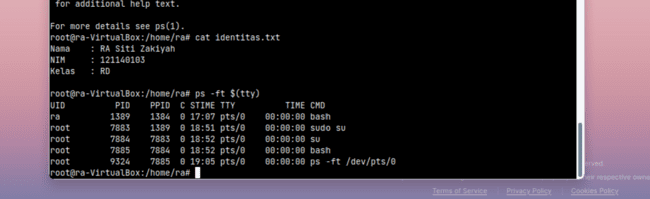 for additional help text.
For more details see ps(1).
root@ra-VirtualBox:/home/ra# cat identitas.txt
Nama    : RA Siti Zakiyah
NIM     : 121140103
Kelas   : RD
root@ra-VirtualBox:/home/ra# ps -ft $(tty)
UID          PID    PPID  C STIME TTY          TIME CMD
ra          1389    1384  0 17:07 pts/0    00:00:00 bash
root        7883    1389  0 18:51 pts/0    00:00:00 sudo su
root        7884    7883  0 18:52 pts/0    00:00:00 su
root        7885    7884  0 18:52 pts/0    00:00:00 bash
root        9324    7885  0 19:05 pts/0    00:00:00 ps -ft /dev/pts/0
root@ra-VirtualBox:/home/ra#
erved.
heir respective owne
Terms of Service | Privacy Policy | Cookies Policy